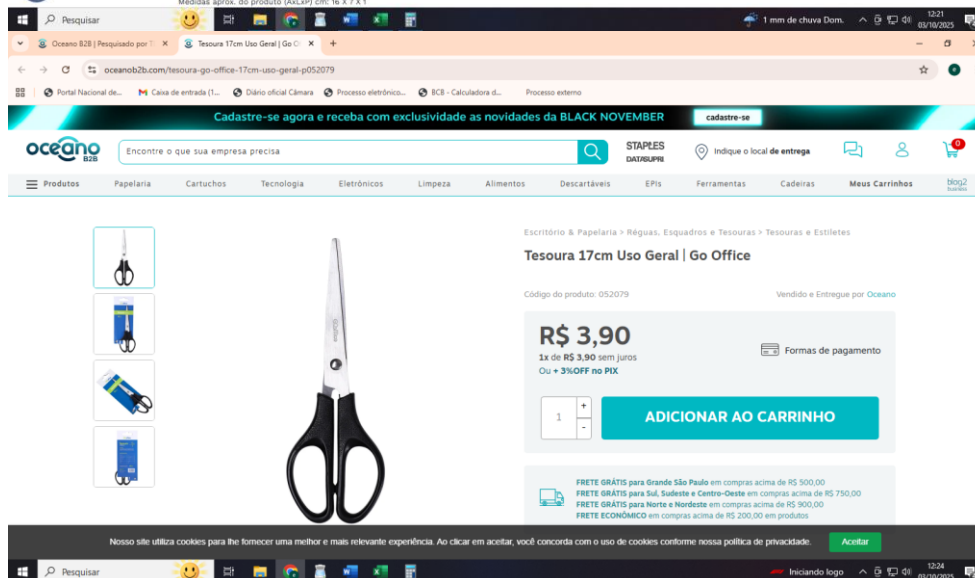 Medidas aprox. do produto (AxLxP) cm: 16 X 7 X 1
Pesquisar
1 mm de chuva Dom.
12:21
03/10/2025
Oceano B2B | Pesquisado por T
Tesoura 17cm Uso Geral | Go O
oceanob2b.com/tesoura-go-office-17cm-uso-geral-p052079
Portal Nacional de...
Caixa de entrada (1...
Diário oficial Câmara
Processo eletrônico...
BCB - Calculadora d...
Processo externo
Cadastre-se agora e receba com exclusividade as novidades da BLACK NOVEMBER
cadastre-se
oceano
B2B
Encontre o que sua empresa precisa
STAPLES
DATASUPRI
Indique o local de entrega
0
Produtos
Papelaria
Cartuchos
Tecnologia
Eletrônicos
Limpeza
Alimentos
Descartáveis
EPIs
Ferramentas
Cadeiras
Meus Carrinhos
blog2
business
Escritório & Papelaria > Réguas, Esquadros e Tesouras > Tesouras e Estiletes
Tesoura 17cm Uso Geral | Go Office
Código do produto: 052079
Vendido e Entregue por Oceano
R$ 3,90
1x de R$ 3,90 sem juros
Ou + 3%OFF no PIX
Formas de pagamento
1
+
-
ADICIONAR AO CARRINHO
FRETE GRÁTIS para Grande São Paulo em compras acima de R$ 500,00
FRETE GRÁTIS para Sul, Sudeste e Centro-Oeste em compras acima de R$ 750,00
FRETE GRÁTIS para Norte e Nordeste em compras acima de R$ 900,00
FRETE ECONÔMICO em compras acima de R$ 200,00 em produtos
Nosso site utiliza cookies para lhe fornecer uma melhor e mais relevante experiência. Ao clicar em aceitar, você concorda com o uso de cookies conforme nossa política de privacidade.
Aceitar
Pesquisar
Iniciando logo
12:24
03/10/2025